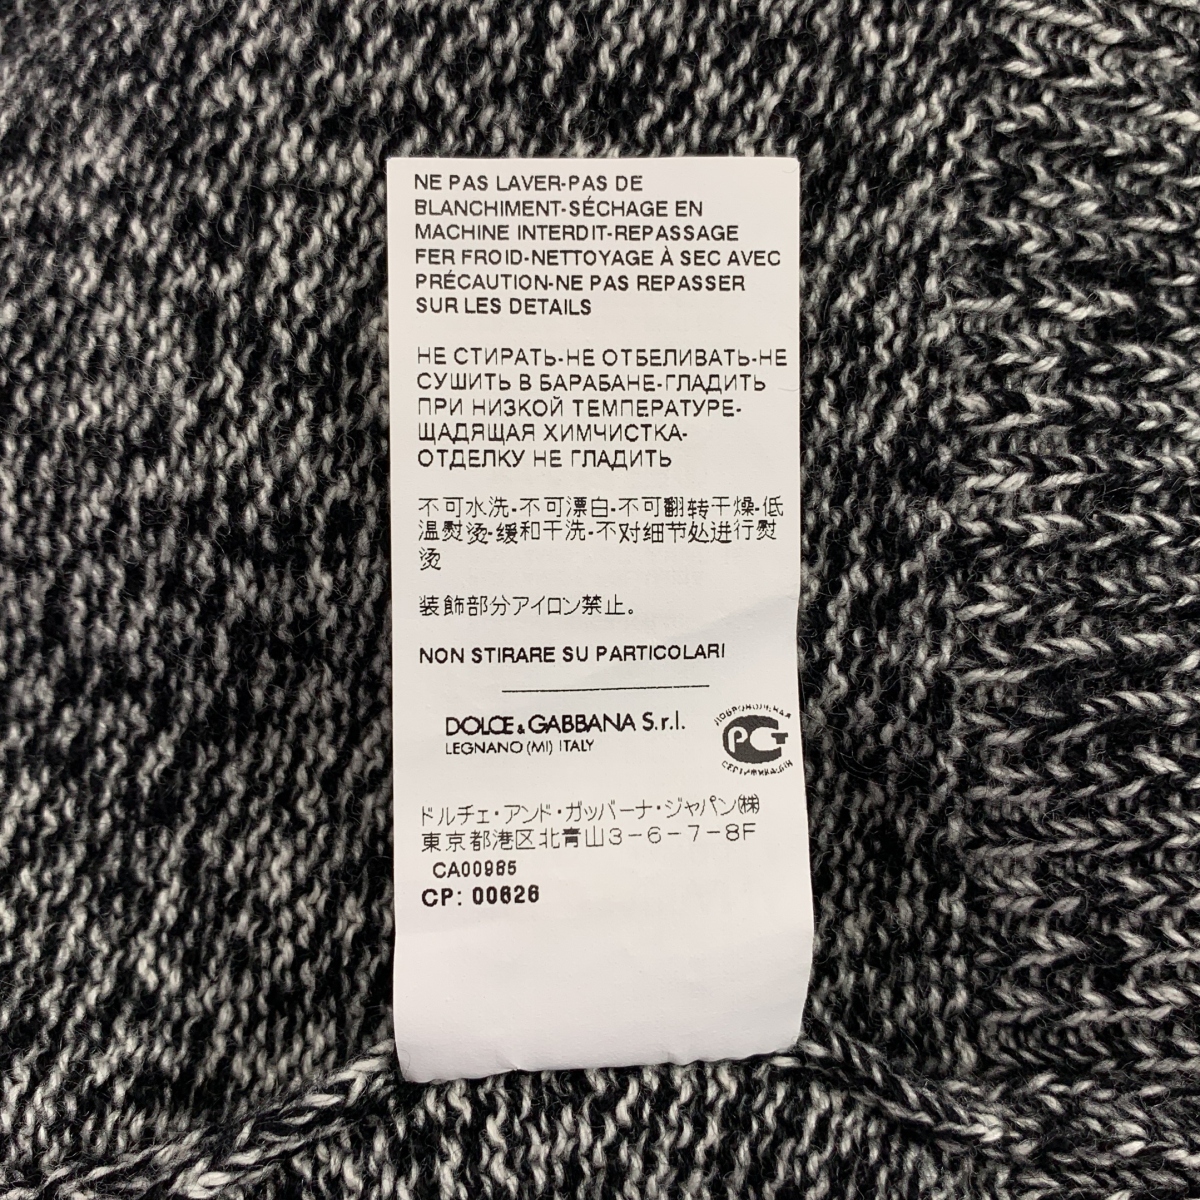 NE PAS LAVER-PAS DE
BLANCHIMENT-SÉCHAGE EN
MACHINE INTERDIT-REPASSAGE
FER FROID-NETTOYAGE À SEC AVEC
PRÉCAUTION-NE PAS REPASSER
SUR LES DETAILS
НЕ СТИРАТЬ-НЕ ОТБЕЛИВАТЬ-НЕ
СУШИТЬ В БАРАБАНЕ-ГЛАДИТЬ
ПРИ НИЗКОЙ ТЕМПЕРАТУРЕ-
ЩАДЯЩАЯ ХИМЧИСТКА-
ОТДЕЛКУ НЕ ГЛАДИТЬ
不可水洗-不可漂白-不可翻转干燥-低
温熨烫-缓和干洗-不对细节处进行熨
烫
装飾部分アイロン禁止。
NON STIRARE SU PARTICOLARI
DOLCE & GABBANA S.r.l.
LEGNANO (MI) ITALY
ДОБРОВОЛЬНАЯ
РСТ
СЕРТИФИКАЦИЯ
ドルチェ・アンド・ガッバーナ・ジャパン㈱
東京都港区北青山3-6-7-8F
CA00985
CP: 00626